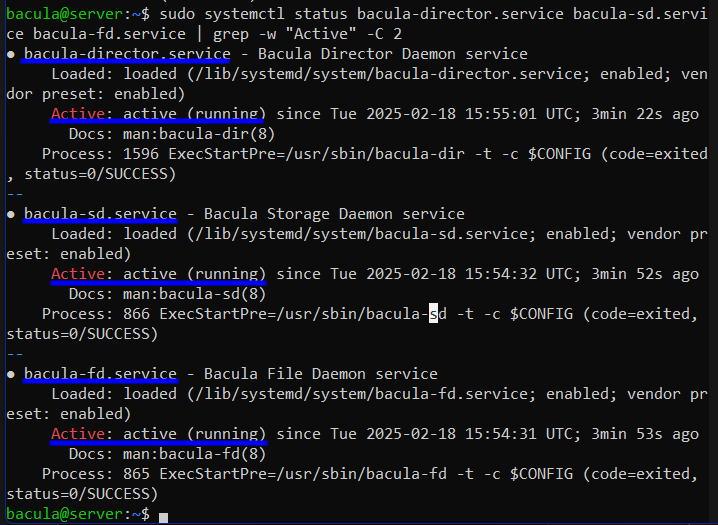 bacula@server:~$ sudo systemctl status bacula-director.service bacula-sd.servi
ce bacula-fd.service | grep -w "Active" -C 2
● bacula-director.service - Bacula Director Daemon service
     Loaded: loaded (/lib/systemd/system/bacula-director.service; enabled; ven
dor preset: enabled)
     Active: active (running) since Tue 2025-02-18 15:55:01 UTC; 3min 22s ago
       Docs: man:bacula-dir(8)
    Process: 1596 ExecStartPre=/usr/sbin/bacula-dir -t -c $CONFIG (code=exited
, status=0/SUCCESS)
--
● bacula-sd.service - Bacula Storage Daemon service
     Loaded: loaded (/lib/systemd/system/bacula-sd.service; enabled; vendor pr
eset: enabled)
     Active: active (running) since Tue 2025-02-18 15:54:32 UTC; 3min 52s ago
       Docs: man:bacula-sd(8)
    Process: 866 ExecStartPre=/usr/sbin/bacula-sd -t -c $CONFIG (code=exited,
status=0/SUCCESS)
--
● bacula-fd.service - Bacula File Daemon service
     Loaded: loaded (/lib/systemd/system/bacula-fd.service; enabled; vendor pr
eset: enabled)
     Active: active (running) since Tue 2025-02-18 15:54:31 UTC; 3min 53s ago
       Docs: man:bacula-fd(8)
    Process: 865 ExecStartPre=/usr/sbin/bacula-fd -t -c $CONFIG (code=exited,
status=0/SUCCESS)
bacula@server:~$